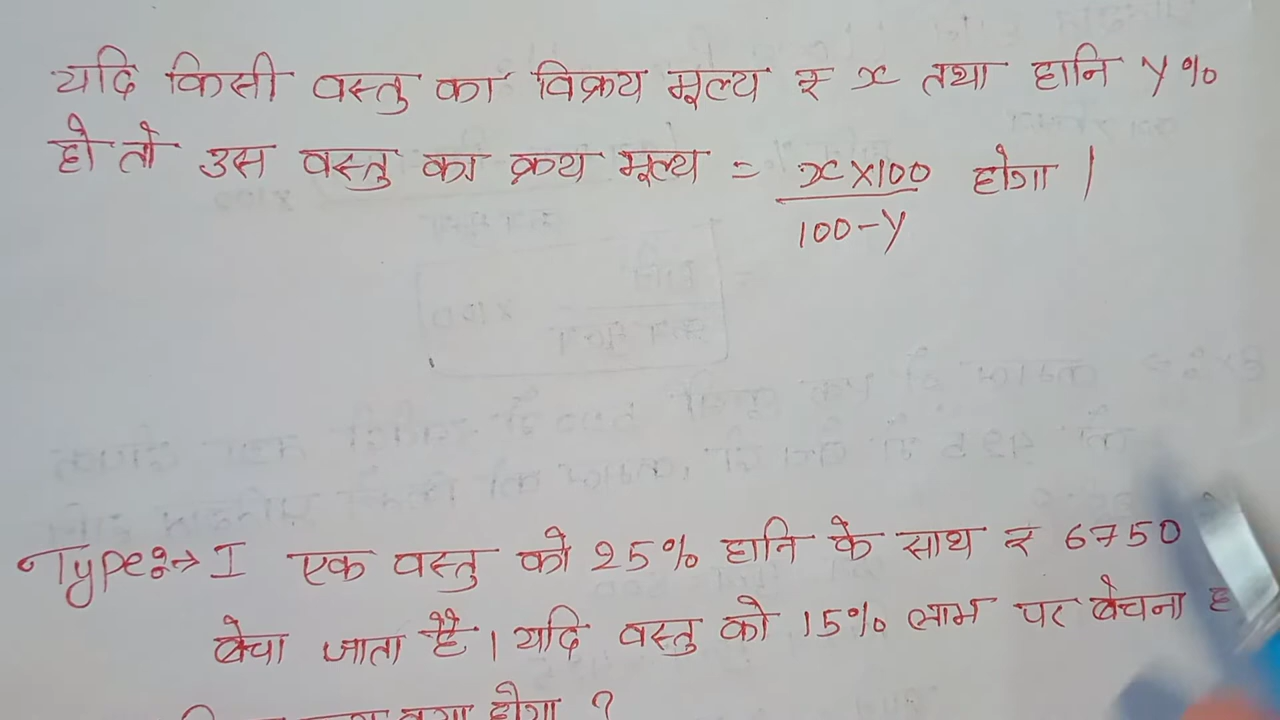 यदि किसी वस्तु का विक्रय मूल्य ₹ x तथा हानि y%
हो तो उस वस्तु का क्रय मूल्य = x×100 / 100-y होगा।
Type:→ I एक वस्तु को 25% हानि के साथ ₹ 6750
बेचा जाता है। यदि वस्तु को 15% लाभ पर बेचना
क्या होगा ?